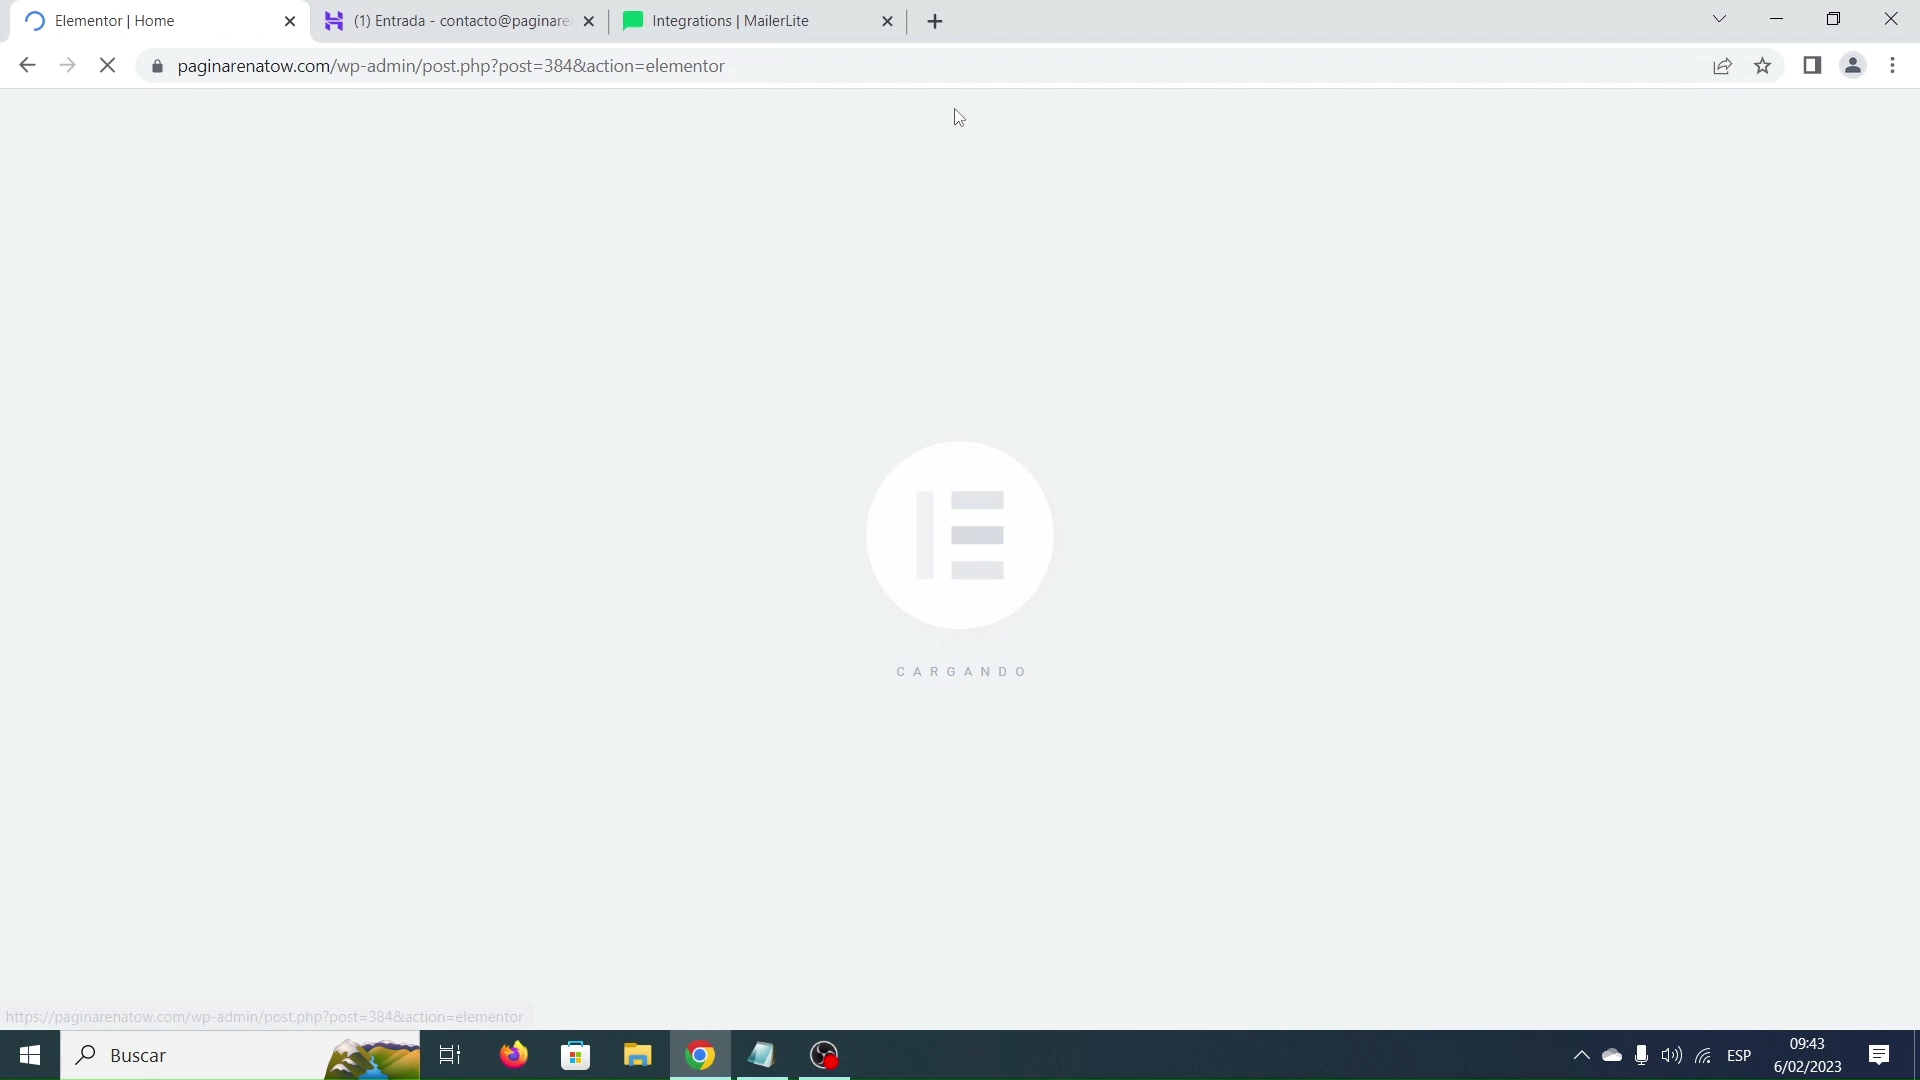 Elementor | Home
(1) Entrada - contacto@paginare
Integrations | MailerLite
paginarenatow.com/wp-admin/post.php?post=384&action=elementor
CARGANDO
https://paginarenatow.com/wp-admin/post.php?post=384&action=elementor
Buscar
ESP
09:43
6/02/2023